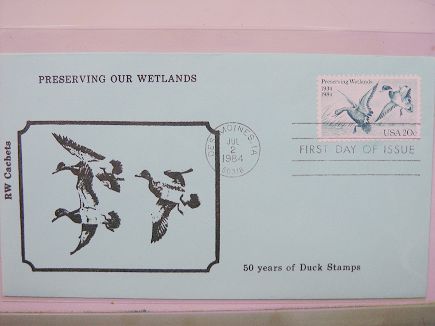 PRESERVING OUR WETLANDS
Preserving Wetlands
1934
1984
USA 20c
DES MOINES, IA
JUL
2
1984
50318
FIRST DAY OF ISSUE
RW Cachets
50 years of Duck Stamps